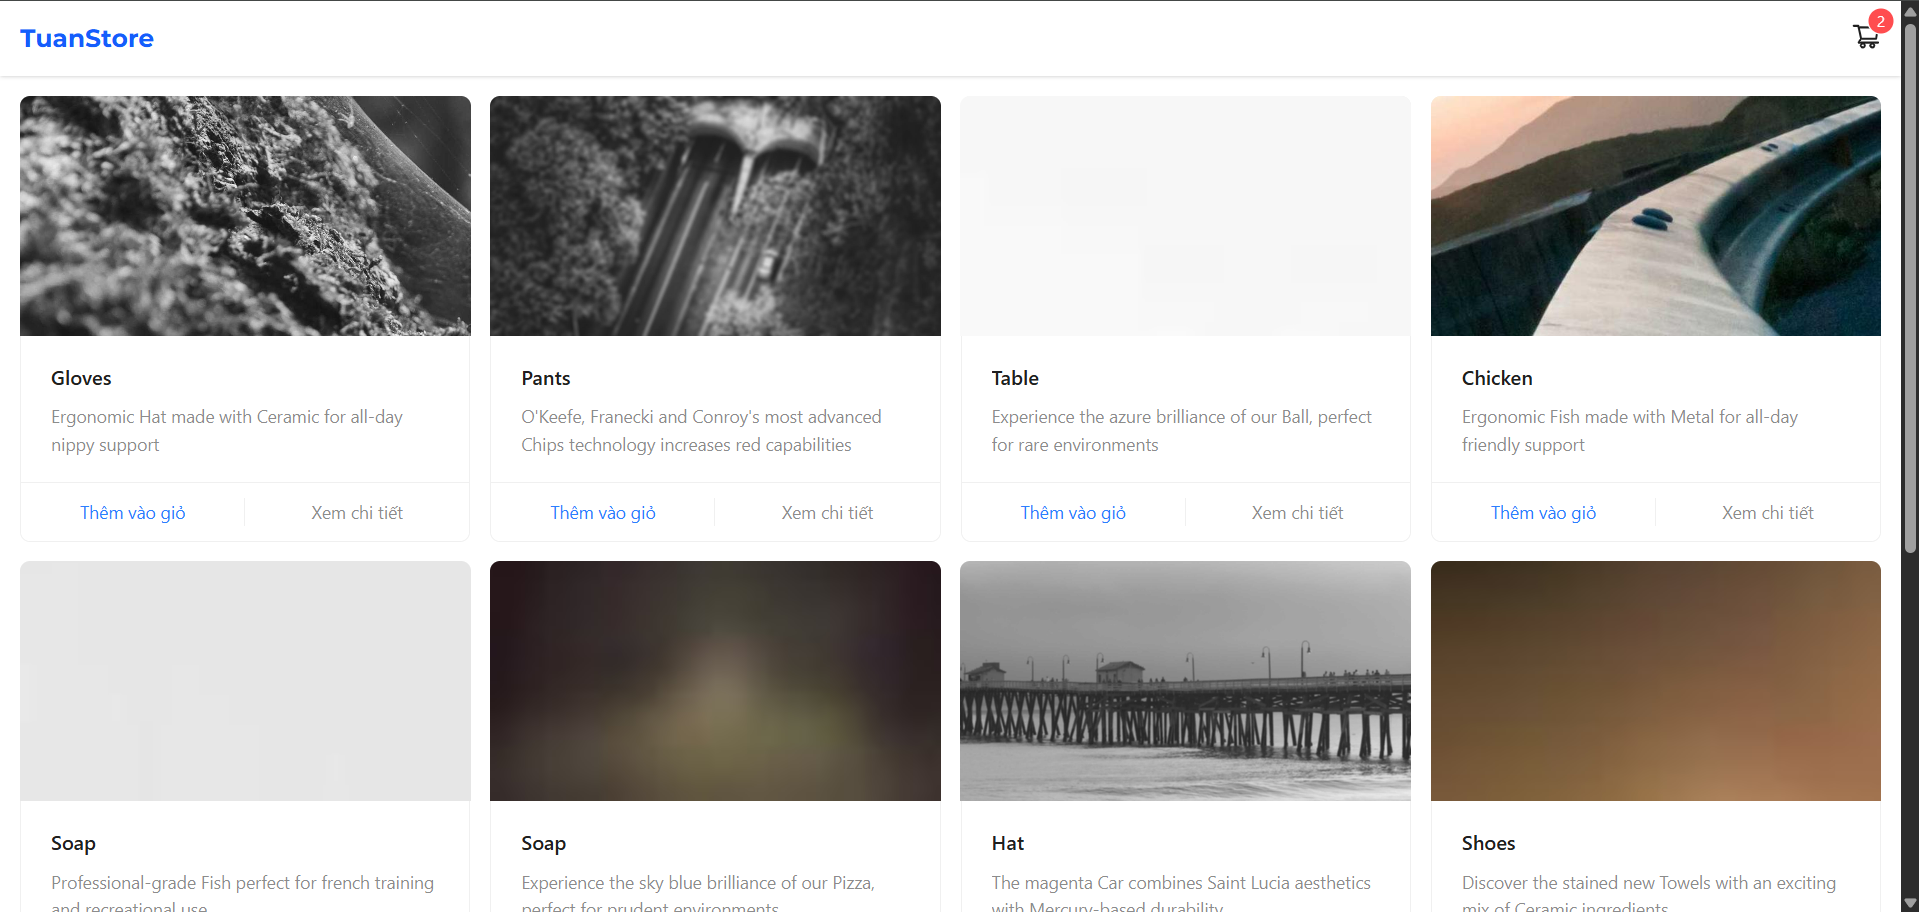 TuanStore
2
Gloves
Ergonomic Hat made with Ceramic for all-day
nippy support
Thêm vào giỏ
Xem chi tiết
Pants
O'Keefe, Franecki and Conroy's most advanced
Chips technology increases red capabilities
Thêm vào giỏ
Xem chi tiết
Table
Experience the azure brilliance of our Ball, perfect
for rare environments
Thêm vào giỏ
Xem chi tiết
Chicken
Ergonomic Fish made with Metal for all-day
friendly support
Thêm vào giỏ
Xem chi tiết
Soap
Professional-grade Fish perfect for french training
and recreational use
Soap
Experience the sky blue brilliance of our Pizza,
perfect for prudent environments
Hat
The magenta Car combines Saint Lucia aesthetics
with Mercury-based durability
Shoes
Discover the stained new Towels with an exciting
mix of Ceramic ingredients